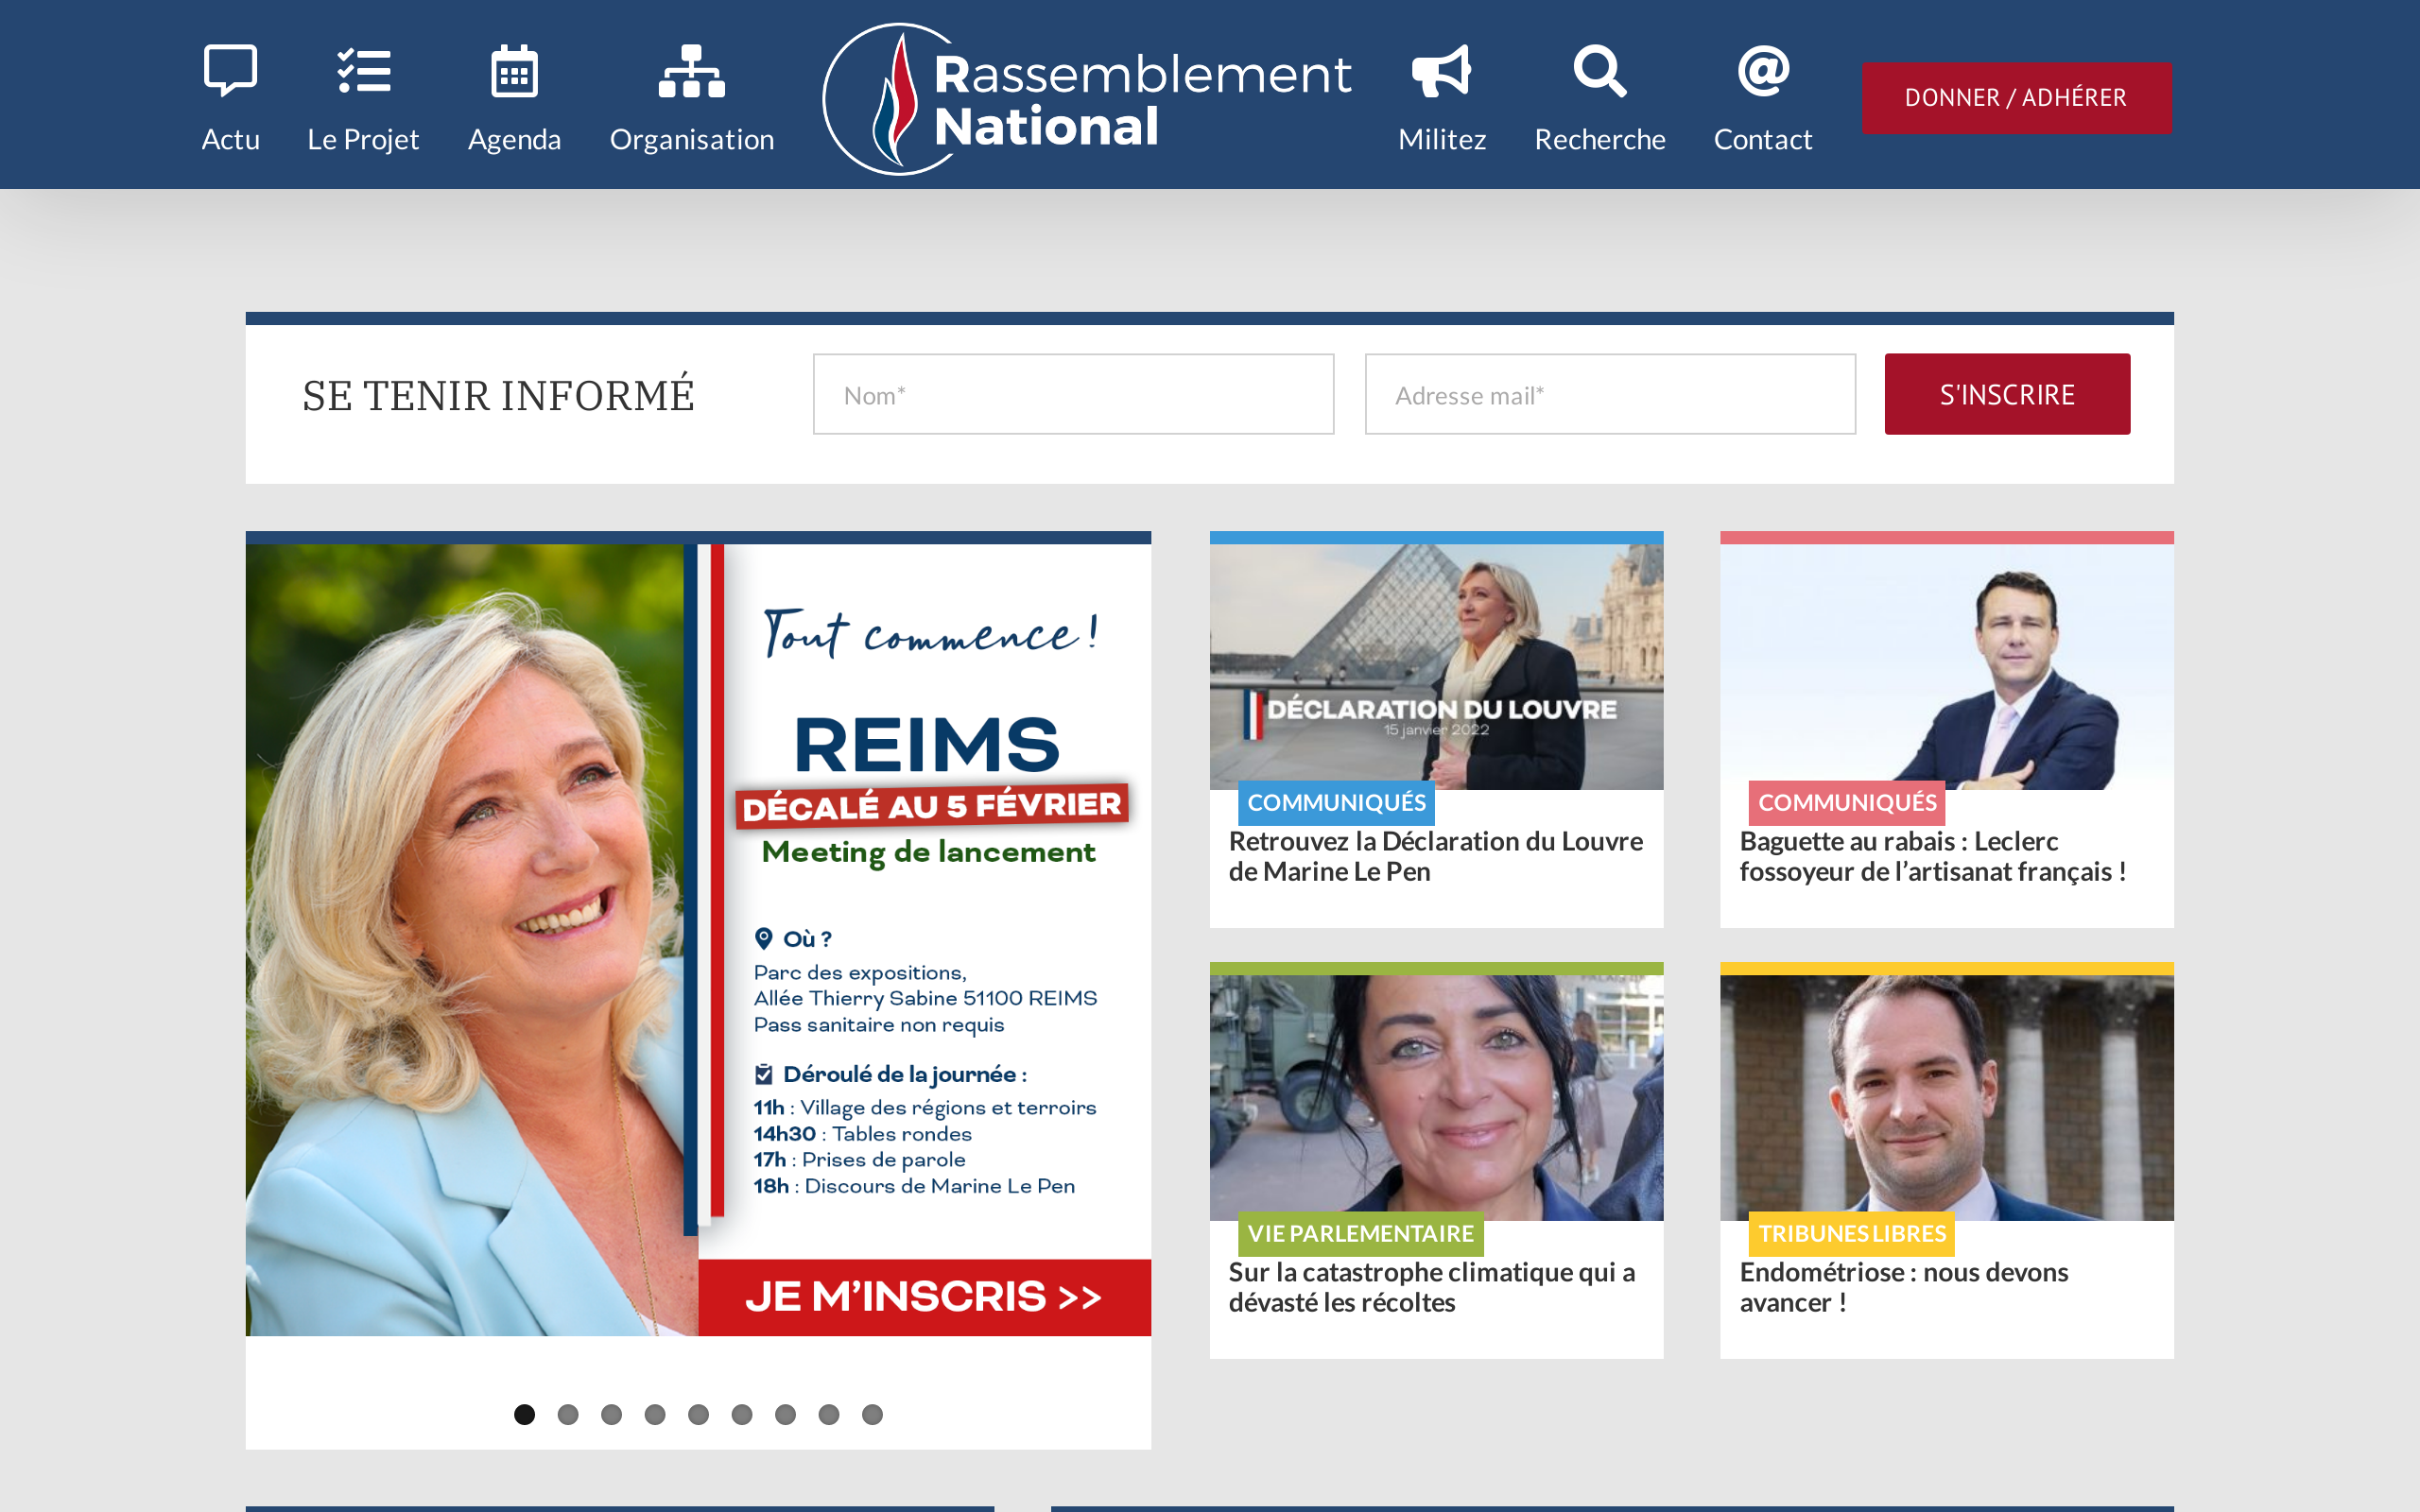 Actu
Le Projet
Agenda
Organisation
Rassemblement
National
Militez
Recherche
Contact
DONNER / ADHÉRER
SE TENIR INFORMÉ
Nom*
Adresse mail*
S'INSCRIRE
Tout commence !
REIMS
DÉCALÉ AU 5 FÉVRIER
Meeting de lancement
Où ?
Parc des expositions,
Allée Thierry Sabine 51100 REIMS
Pass sanitaire non requis
Déroulé de la journée :
11h : Village des régions et terroirs
14h30 : Tables rondes
17h : Prises de parole
18h : Discours de Marine Le Pen
JE M’INSCRIS >>
DÉCLARATION DU LOUVRE
15 janvier 2022
COMMUNIQUÉS
Retrouvez la Déclaration du Louvre
de Marine Le Pen
COMMUNIQUÉS
Baguette au rabais : Leclerc
fossoyeur de l’artisanat français !
VIE PARLEMENTAIRE
Sur la catastrophe climatique qui a
dévasté les récoltes
TRIBUNES LIBRES
Endométriose : nous devons
avancer !